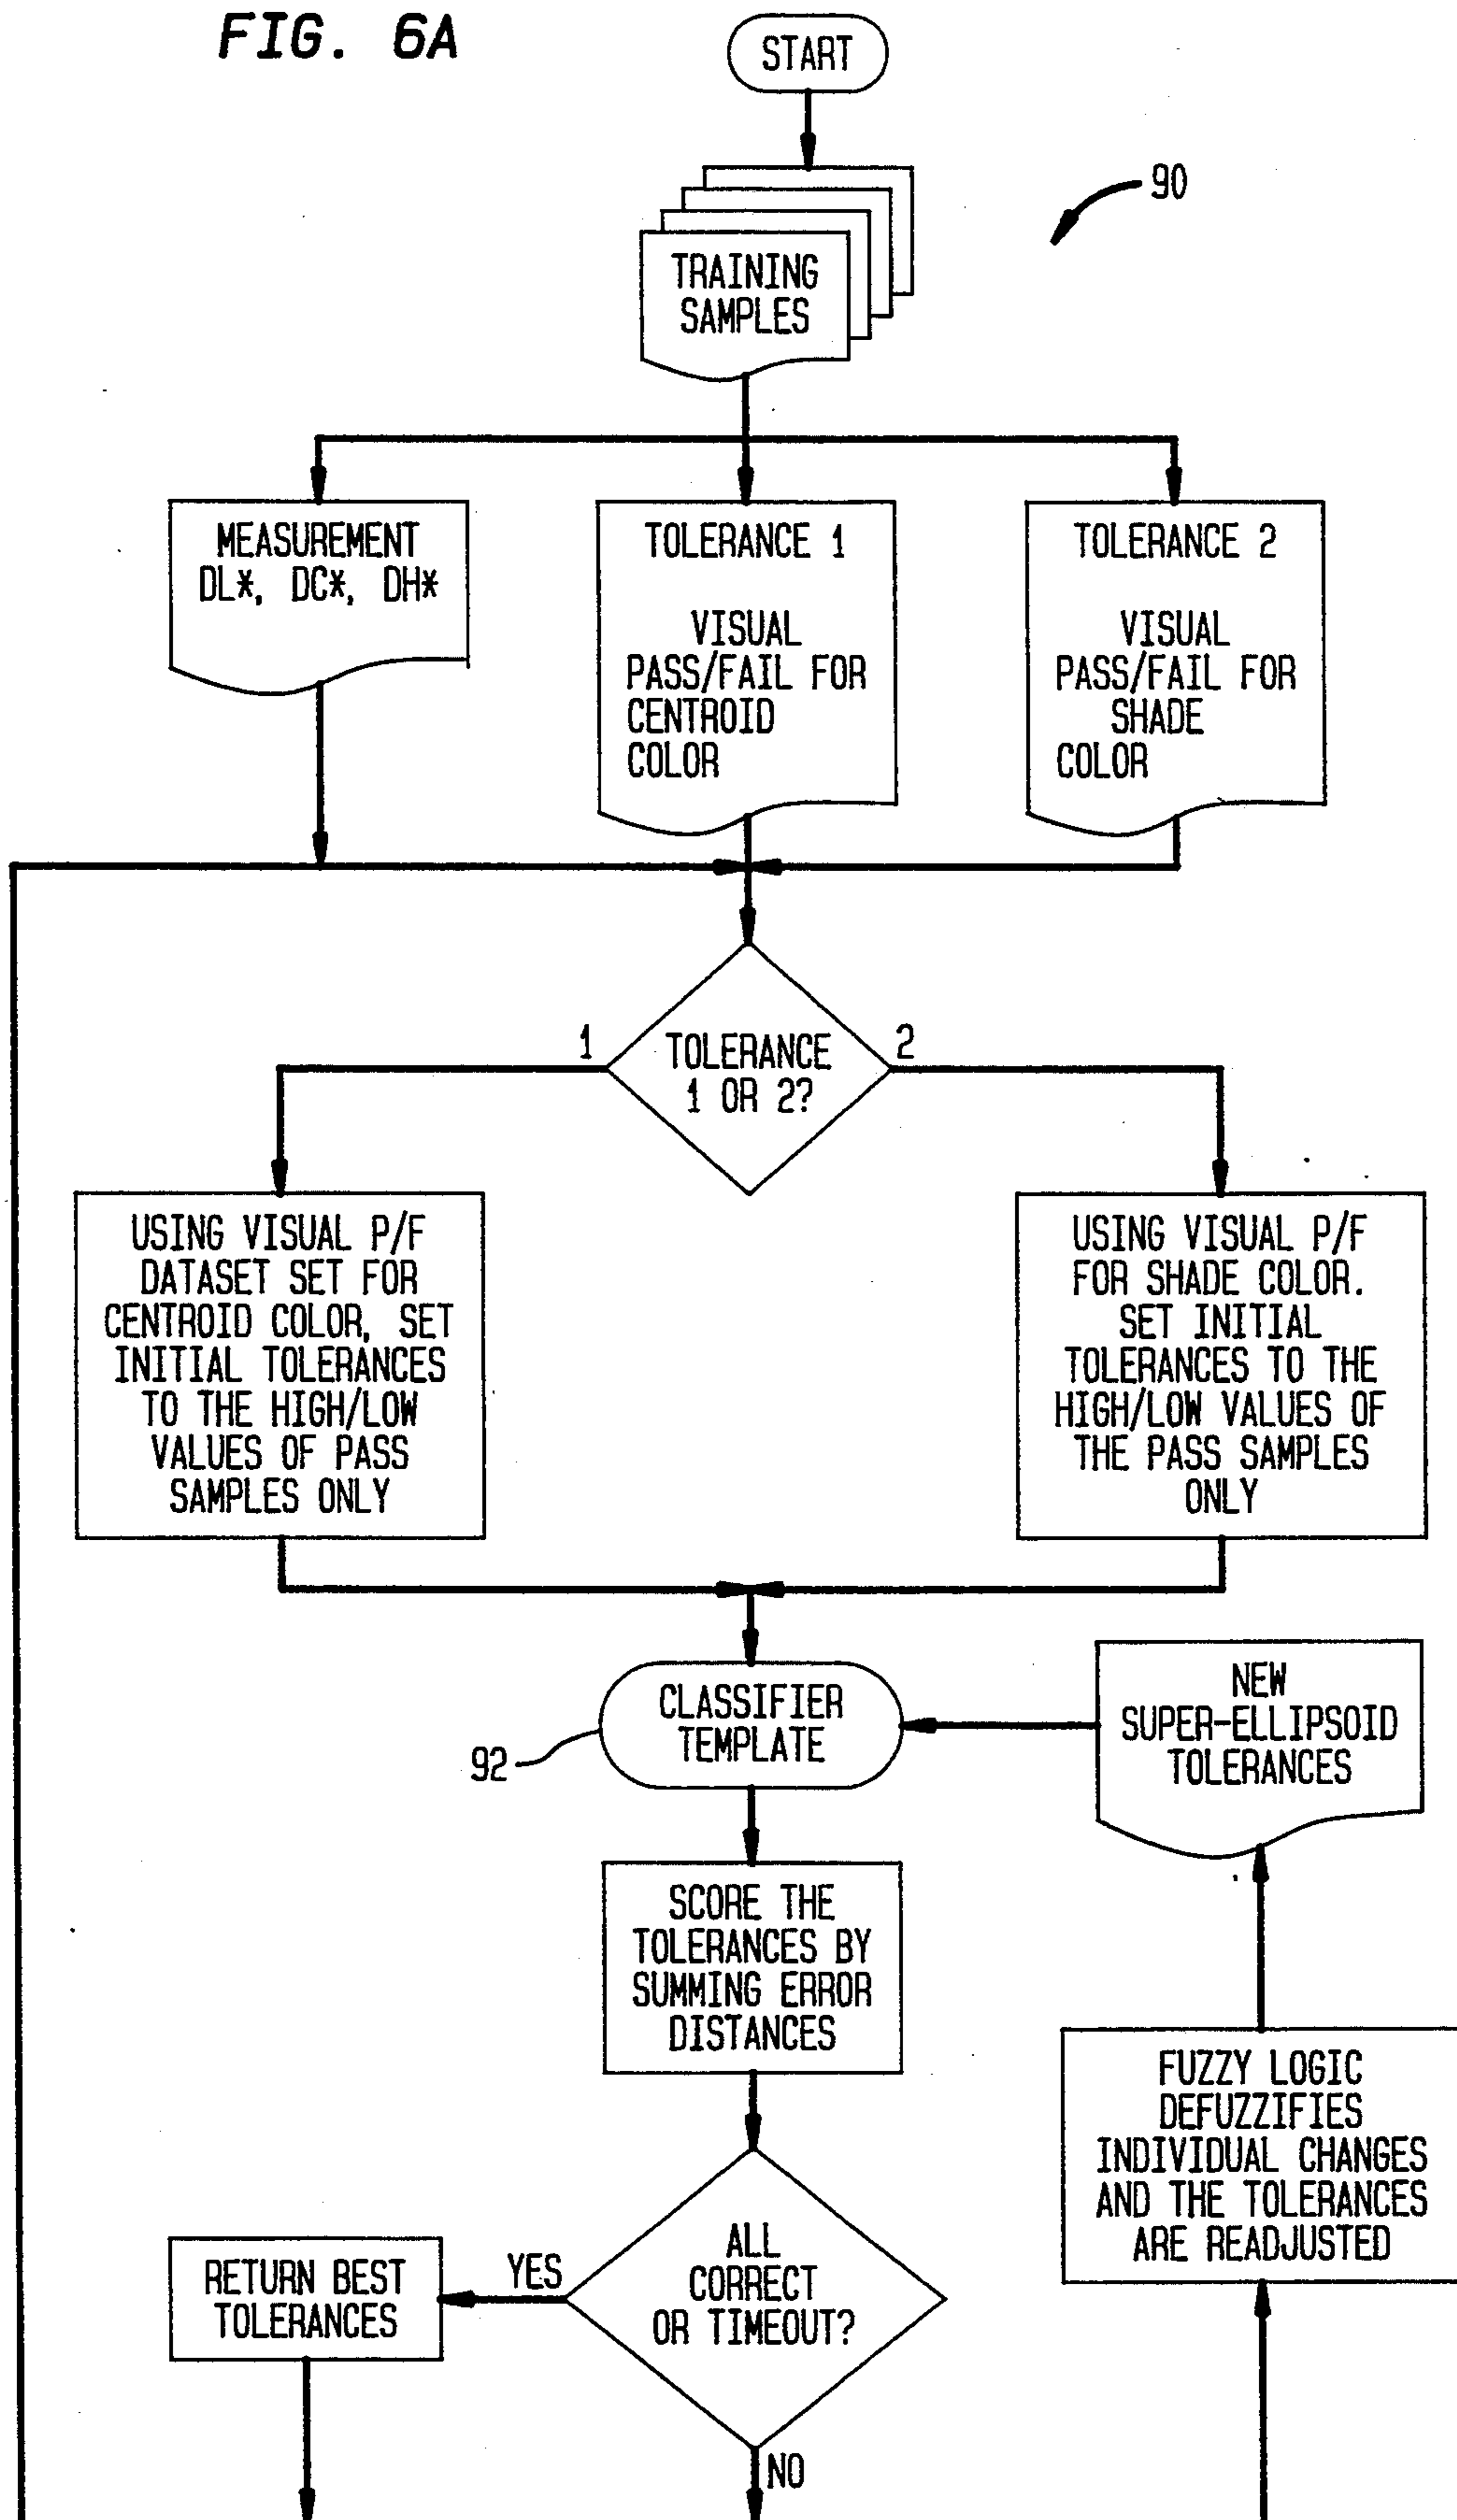 FIG. 6A
START
90
TRAINING
SAMPLES
MEASUREMENT
DL*, DC*, DH*
TOLERANCE 1
VISUAL
PASS/FAIL FOR
CENTROID
COLOR
TOLERANCE 2
VISUAL
PASS/FAIL FOR
SHADE
COLOR
1
TOLERANCE
1 OR 2?
2
USING VISUAL P/F
DATASET SET FOR
CENTROID COLOR, SET
INITIAL TOLERANCES
TO THE HIGH/LOW
VALUES OF PASS
SAMPLES ONLY
USING VISUAL P/F
FOR SHADE COLOR.
SET INITIAL
TOLERANCES TO THE
HIGH/LOW VALUES OF
THE PASS SAMPLES
ONLY
CLASSIFIER
TEMPLATE
92
NEW
SUPER-ELLIPSOID
TOLERANCES
SCORE THE
TOLERANCES BY
SUMMING ERROR
DISTANCES
FUZZY LOGIC
DEFUZZIFIES
INDIVIDUAL CHANGES
AND THE TOLERANCES
ARE READJUSTED
RETURN BEST
TOLERANCES
YES
ALL
CORRECT
OR TIMEOUT?
NO